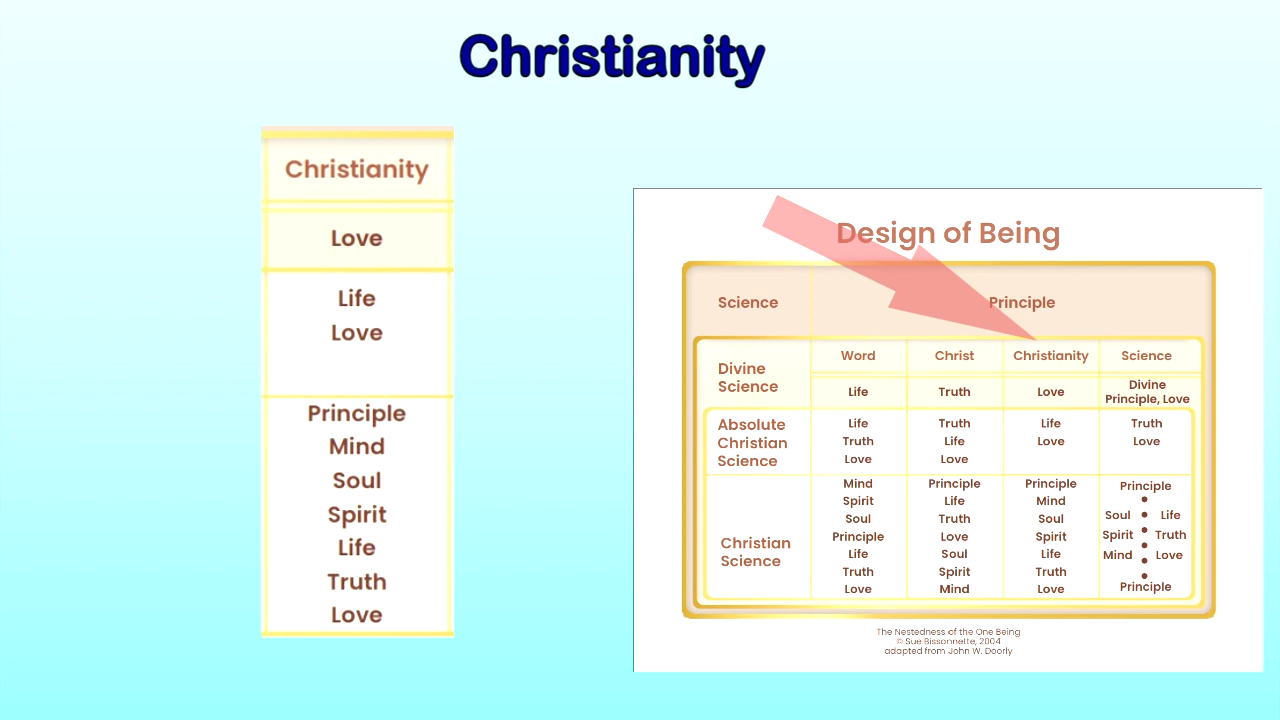 Christianity
Christianity
Love
Life
Love
Principle
Mind
Soul
Spirit
Life
Truth
Love
Design of Being
Science Principle
Divine
Science
Word Christ Christianity Science
Life Truth Love Divine
Principle, Love
Absolute
Christian
Science
Life Truth Life Truth
Truth Life Love Love
Love Love
Christian
Science
Mind Principle Principle Principle
Spirit Life Mind
Soul Truth Soul Soul Life
Principle Love Spirit Spirit Truth
Life Soul Life Mind Love
Truth Spirit Truth
Love Mind Love Principle
The Nestedness of the One Being
© Sue Bissonnette, 2004
adapted from John W. Doorly